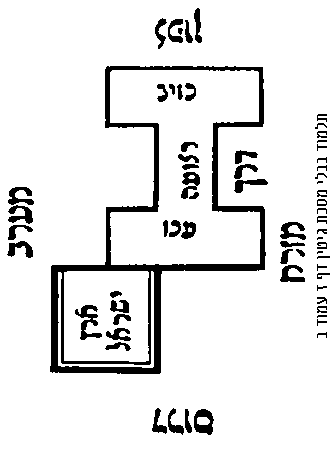 צפון
כזיב
רצועה
דרך
עכו
מערב
מזרח
ארץ
ישראל
דרום
תלמוד בבלי מסכת גיטין דף ז עמוד ב